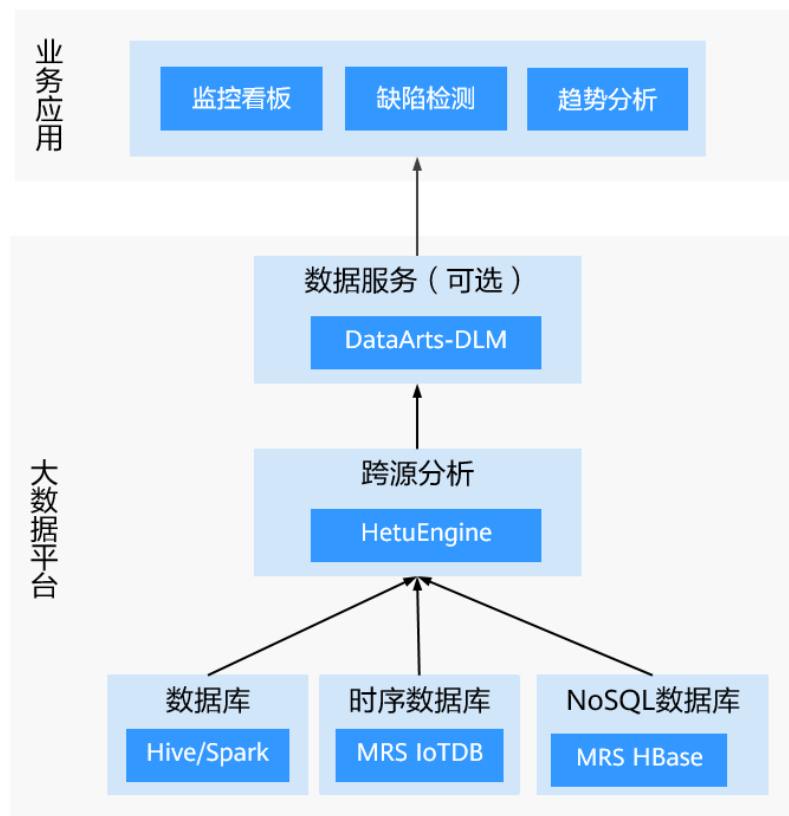 业务应用
监控看板
缺陷检测
趋势分析
数据服务（可选）
DataArts-DLM
大数据平台
跨源分析
HetuEngine
数据库
Hive/Spark
时序数据库
MRS IoTDB
NoSQL数据库
MRS HBase